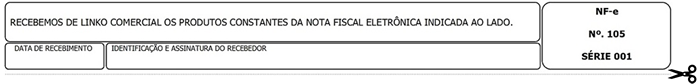 RECEBEMOS DE LINKO COMERCIAL OS PRODUTOS CONSTANTES DA NOTA FISCAL ELETRÔNICA INDICADA AO LADO.
DATA DE RECEBIMENTO
IDENTIFICAÇÃO E ASSINATURA DO RECEBEDOR
NF-e
Nº. 105
SÉRIE 001